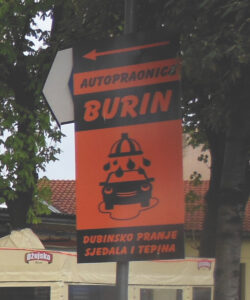 AUTOPRAONICA
BURIN
DUBINSKO PRANJE
SJEDALA I TEPIHA
Ožujsko